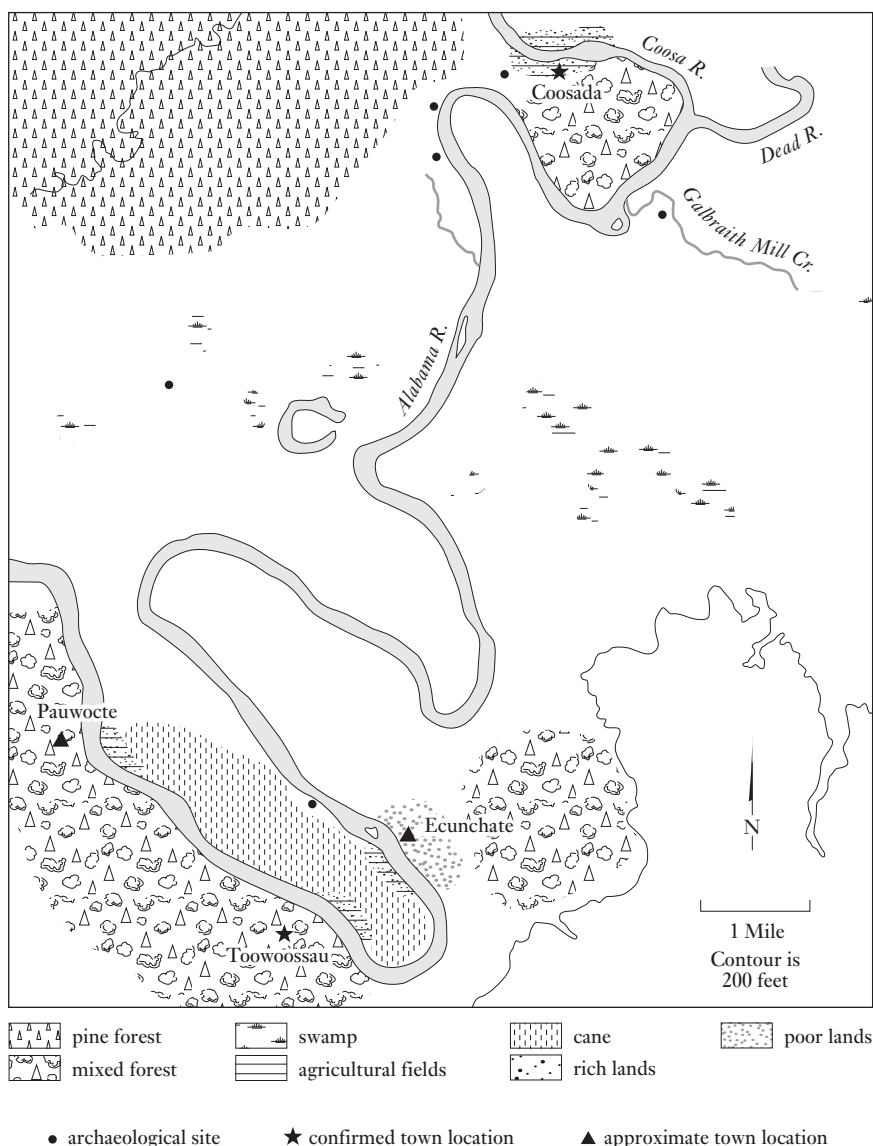 Coosa R.
Coosada
Dead R.
Galbraith Mill Cr.
Alabama R.
Pauwocte
Ecunchate
N
Toowoossau
1 Mile
Contour is
200 feet
pine forest
swamp
cane
poor lands
mixed forest
agricultural fields
rich lands
archaeological site
confirmed town location
approximate town location